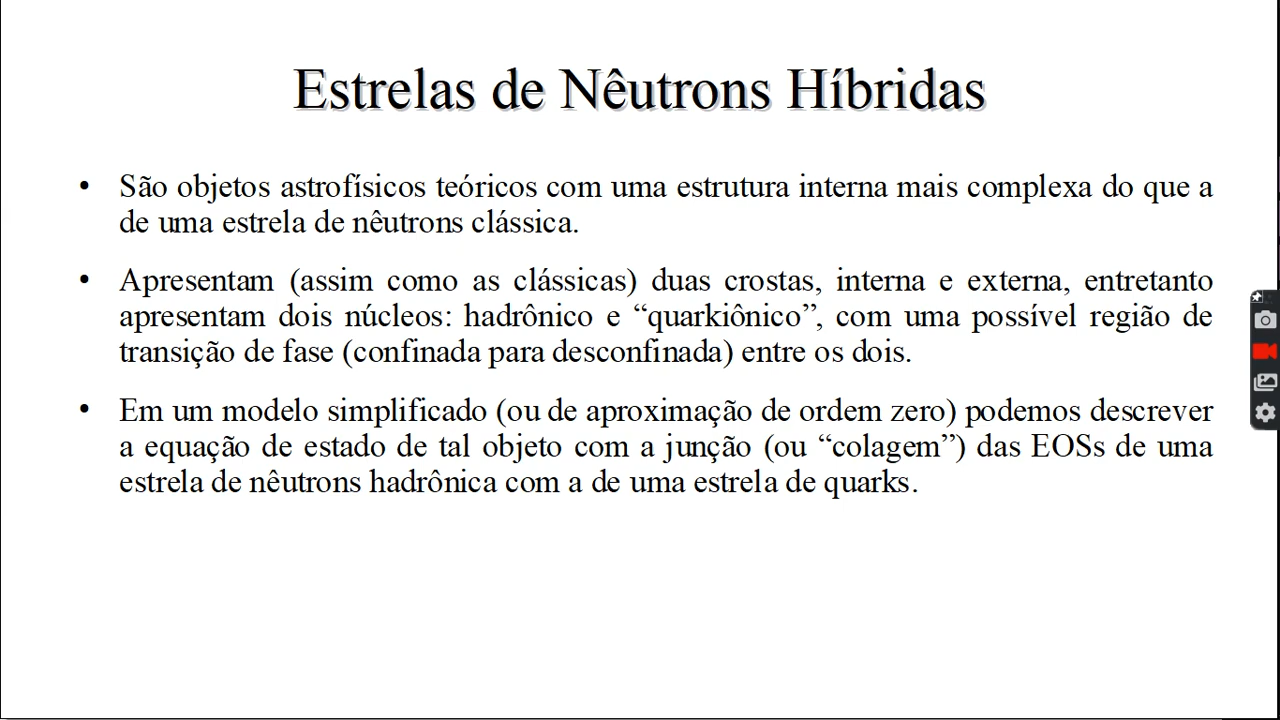 Estrelas de Nêutrons Híbridas
• São objetos astrofísicos teóricos com uma estrutura interna mais complexa do que a
de uma estrela de nêutrons clássica.
• Apresentam (assim como as clássicas) duas crostas, interna e externa, entretanto
apresentam dois núcleos: hadrônico e “quarkiônico”, com uma possível região de
transição de fase (confinada para desconfinada) entre os dois.
• Em um modelo simplificado (ou de aproximação de ordem zero) podemos descrever
a equação de estado de tal objeto com a junção (ou “colagem”) das EOSs de uma
estrela de nêutrons hadrônica com a de uma estrela de quarks.